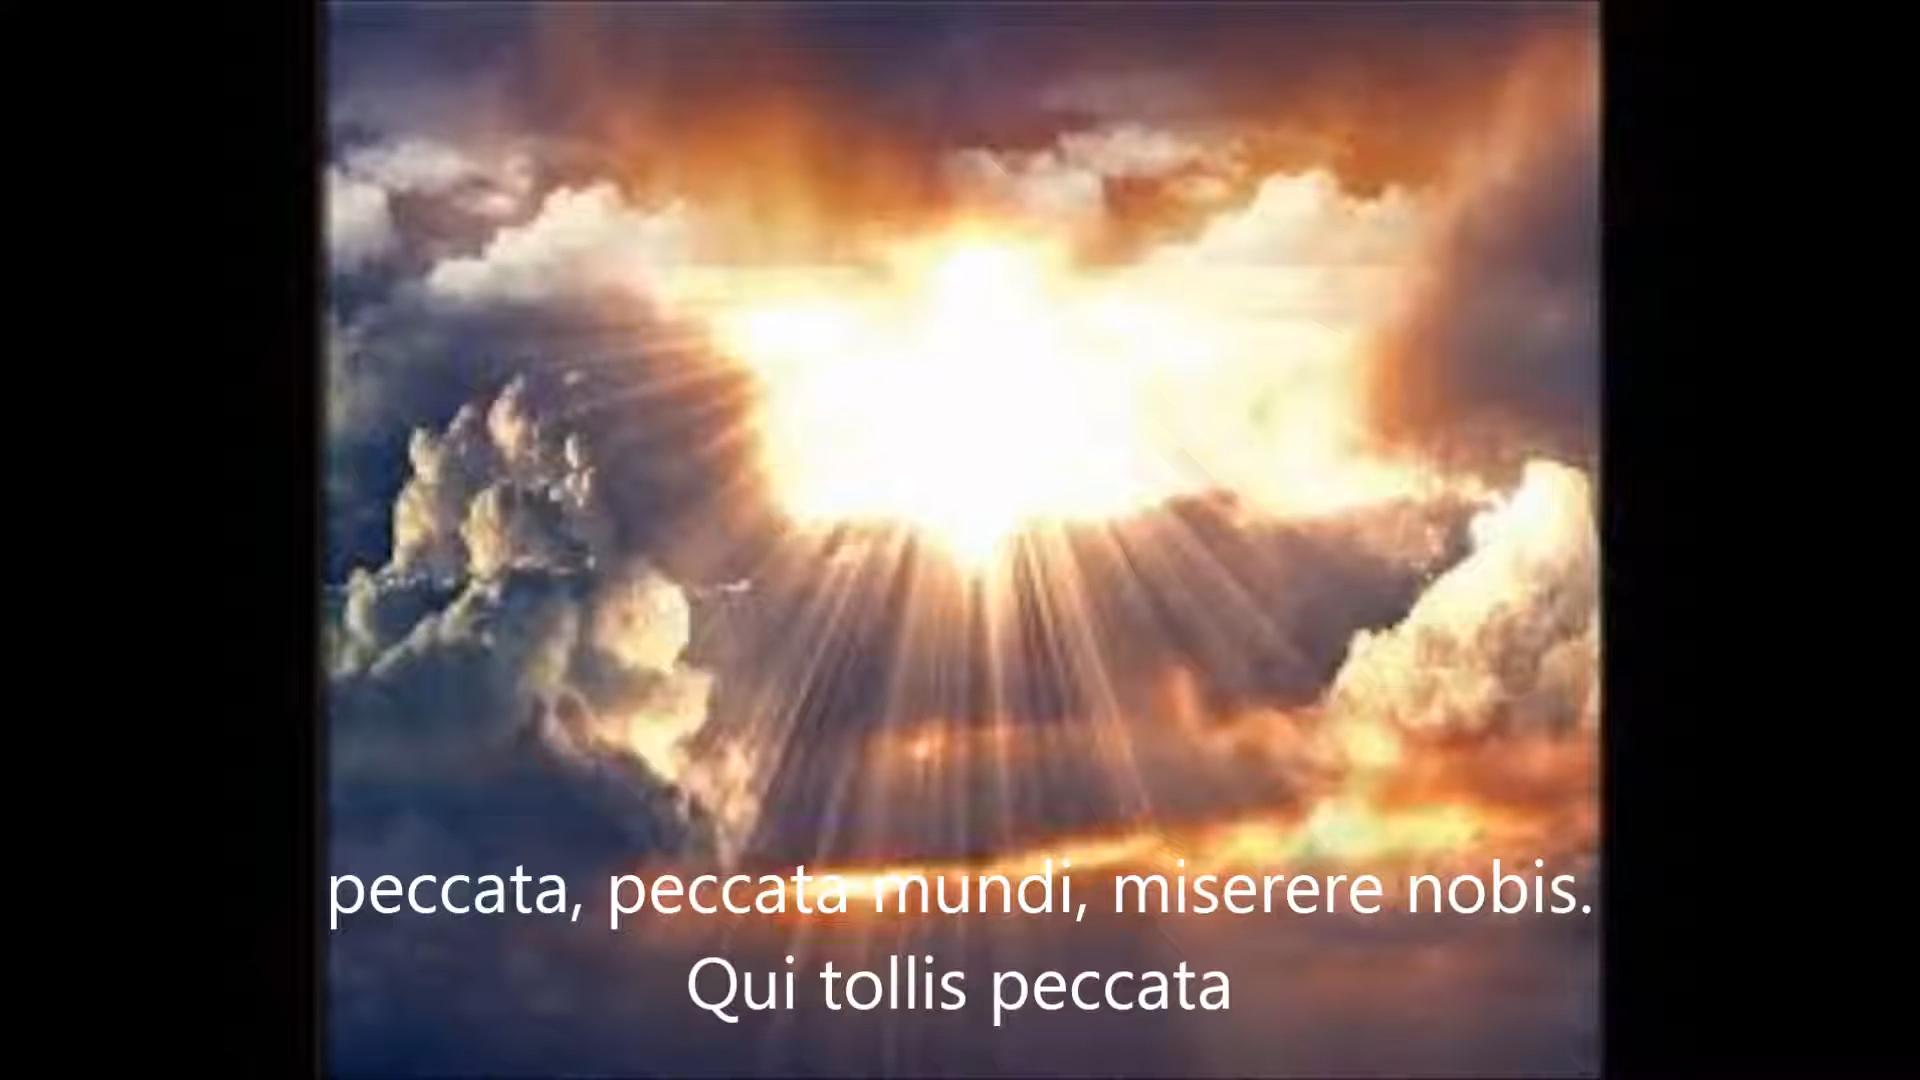 peccata, peccata mundi, miserere nobis.
Qui tollis peccata